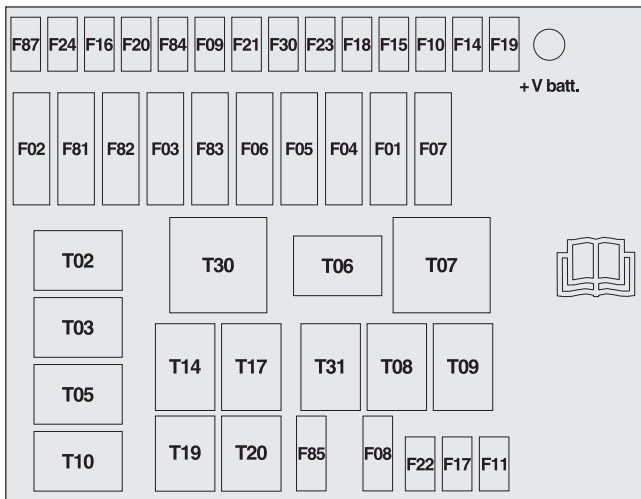 F87 F24 F16 F20 F84 F09 F21 F30 F23 F18 F15 F10 F14 F19
+ V batt.
F02 F81 F82 F03 F83 F06 F05 F04 F01 F07
T02 T30 T06 T07
T03
T14 T17 T31 T08 T09
T05
T10 T19 T20 F85 F08 F22 F17 F11